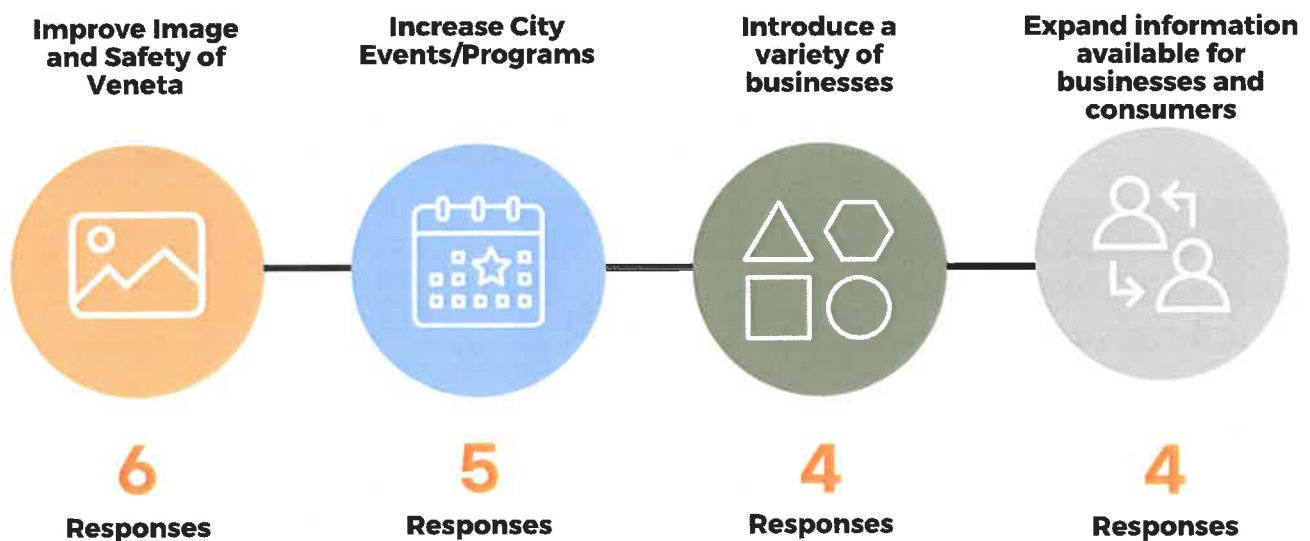 Improve Image
and Safety of
Veneta
Increase City
Events/Programs
Introduce a
variety of
businesses
Expand information
available for
businesses and
consumers
6
Responses
5
Responses
4
Responses
4
Responses